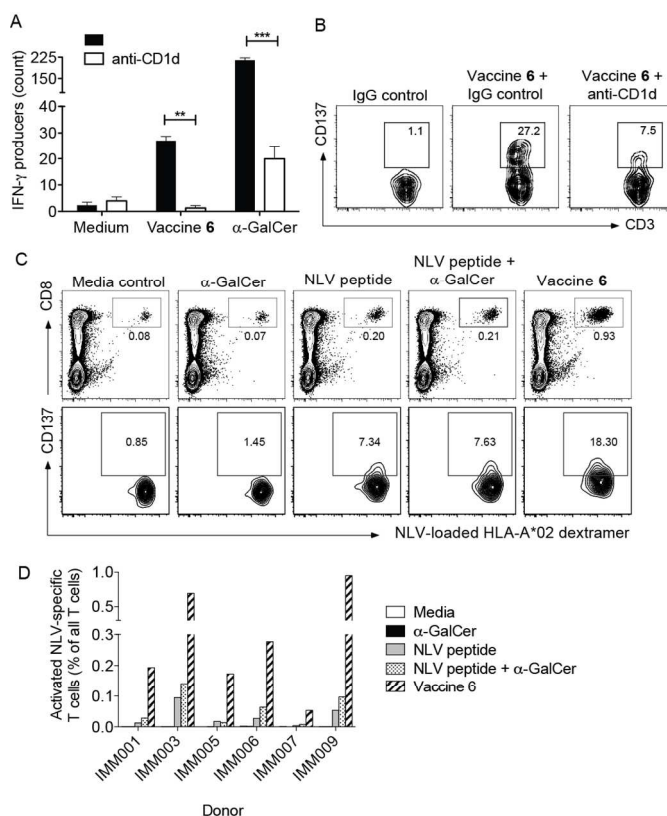 A
IFN-γ producers (count)
225
150
40
30
20
10
0
anti-CD1d
**
***
Medium
Vaccine 6
α-GalCer
B
IgG control
Vaccine 6 +
IgG control
Vaccine 6 +
anti-CD1d
CD137
1.1
27.2
7.5
CD3
C
Media control
α-GalCer
NLV peptide
NLV peptide +
α-GalCer
Vaccine 6
CD8
0.08
0.07
0.20
0.21
0.93
CD137
0.85
1.45
7.34
7.63
18.30
NLV-loaded HLA-A*02 dextramer
D
Activated NLV-specific
T cells (% of all T cells)
1.0
0.5
0.3
0.2
0.1
0.0
IMM001
IMM003
IMM005
IMM006
IMM007
IMM009
Donor
Media
α-GalCer
NLV peptide
NLV peptide + α-GalCer
Vaccine 6